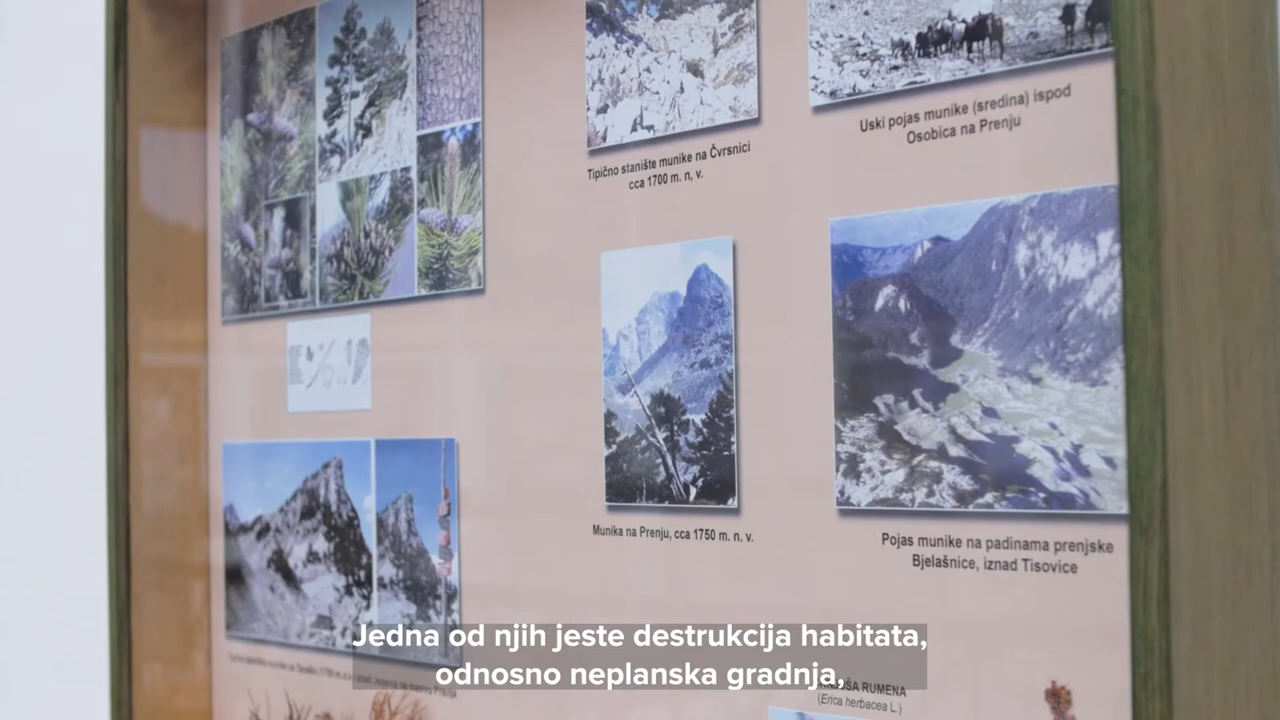 Tipično stanište munike na Čvrsnici
cca 1700 m. n, v.
Uski pojas munike (sredina) ispod
Osobica na Prenju
Munika na Prenju, cca 1750 m. n. v.
Pojas munike na padinama prenjske
Bjelašnice, iznad Tisovice
RUMENA
(Erica herbacea L.)
Jedna od njih jeste destrukcija habitata,
odnosno neplanska gradnja,